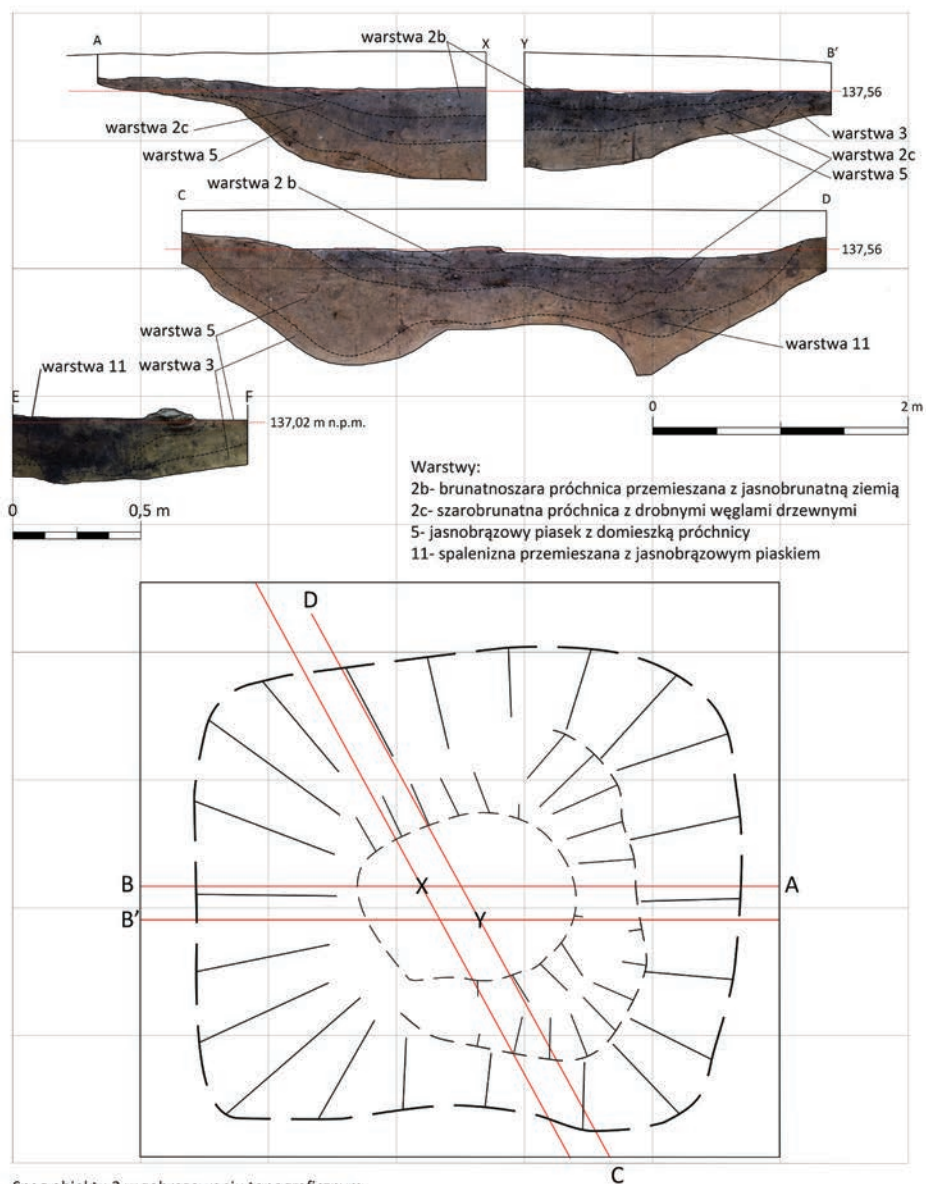 A
warstwa 2b
X
Y
B'
137,56
warstwa 2c
warstwa 5
warstwa 3
warstwa 2c
warstwa 5
warstwa 2 b
C
D
137,56
warstwa 5
warstwa 3
warstwa 11
warstwa 11
E
F
137,02 m n.p.m.
0
2 m
0
0,5 m
Warstwy:
2b- brunatnoszara próchnica przemieszana z jasnobrunatną ziemią
2c- szarobrunatna próchnica z drobnymi węglami drzewnymi
5- jasnobrązowy piasek z domieszką próchnicy
11- spalenizna przemieszana z jasnobrązowym piaskiem
D
B
X
A
B'
Y
C